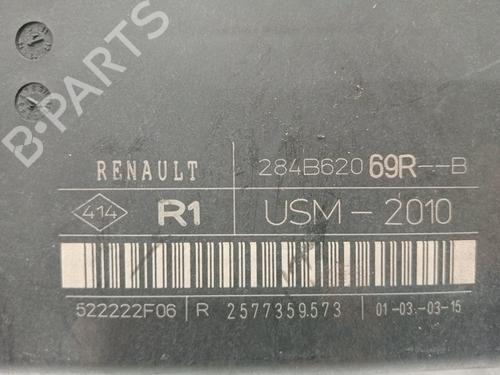 B-PARTS
RENAULT 284B620 69R--B
414 R1 USM-2010
522222F06 R 2577359573 01-03-03-15